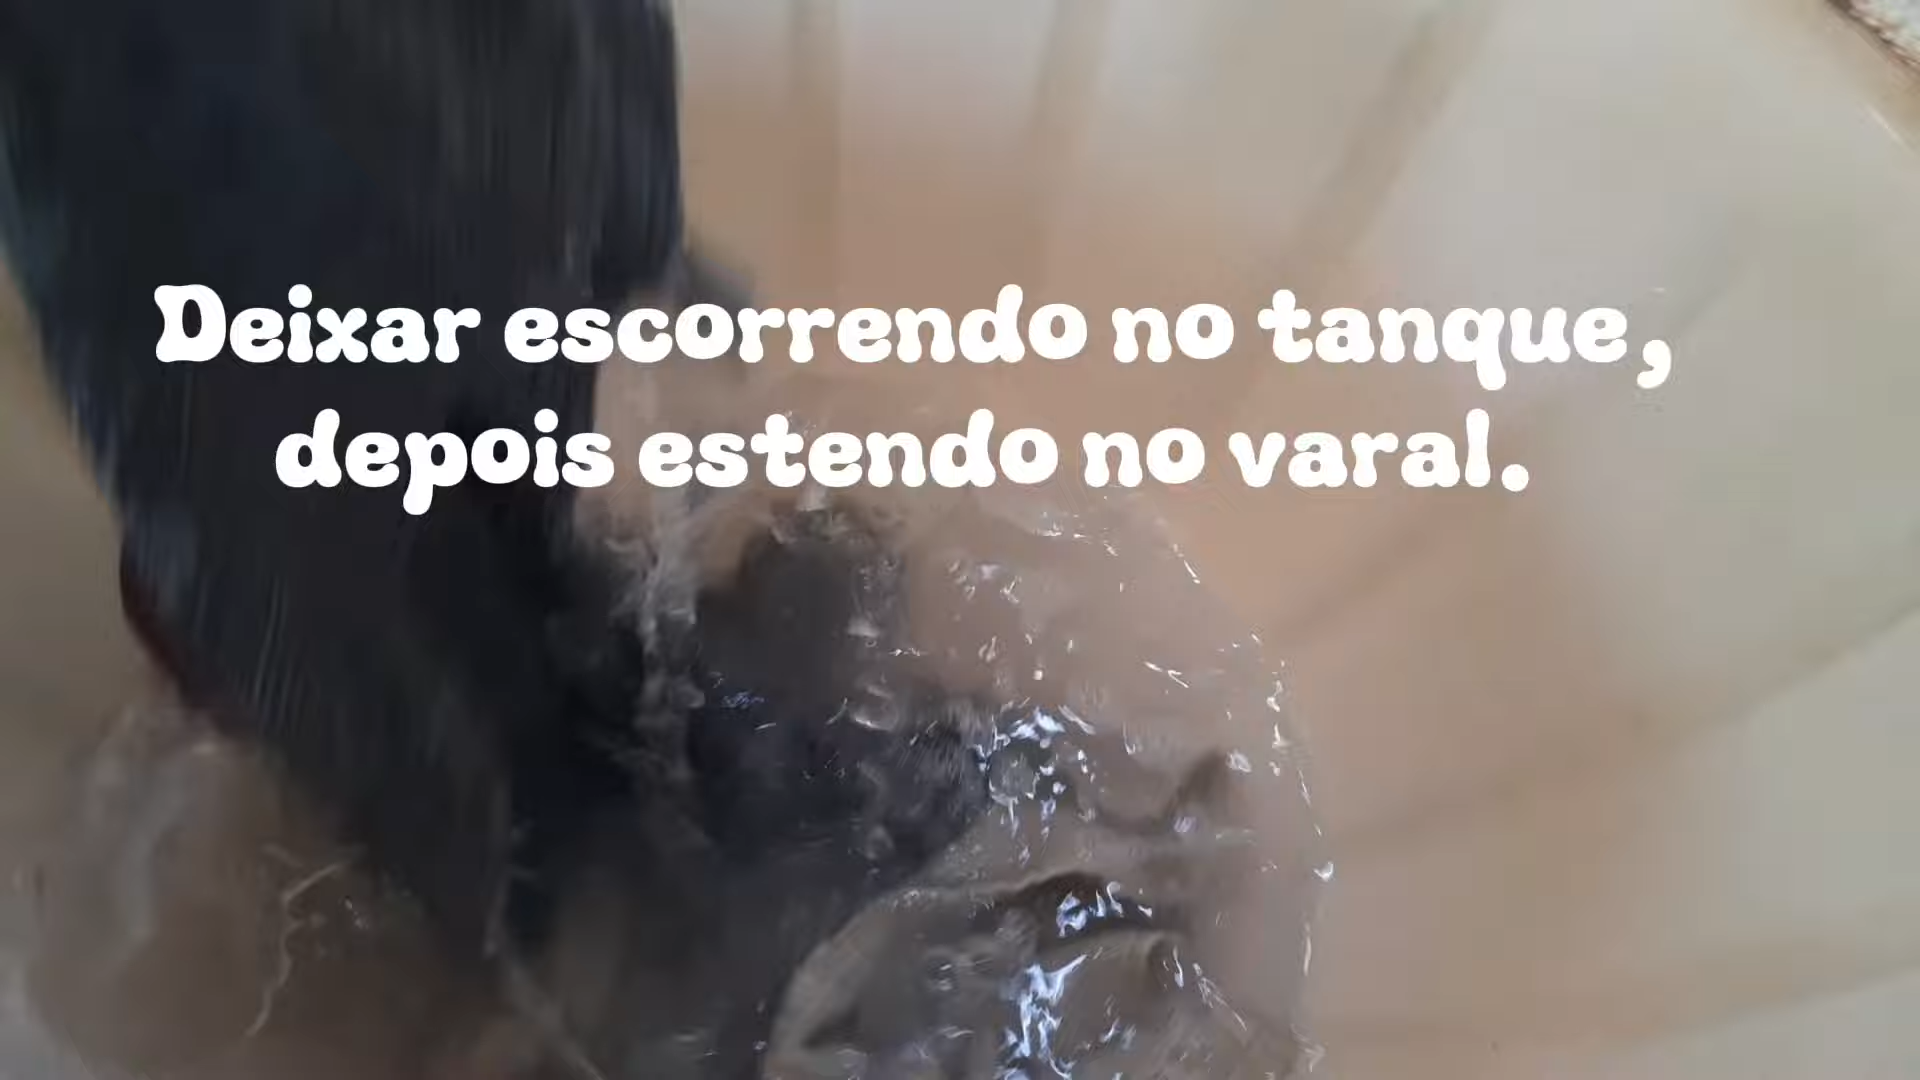 Deixar escorrendo no tanque,
depois estendo no varal.